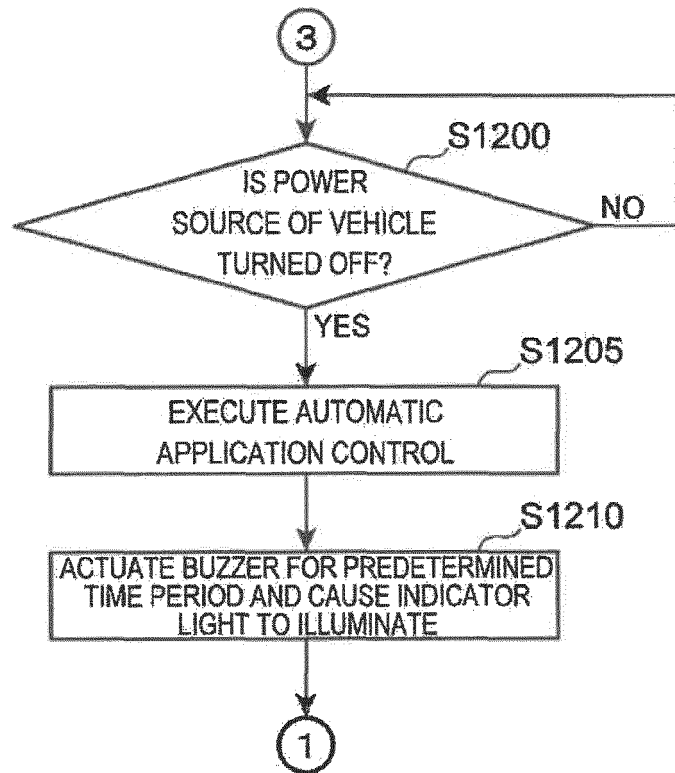 3
S1200
IS POWER
SOURCE OF VEHICLE
TURNED OFF?
NO
YES
S1205
EXECUTE AUTOMATIC
APPLICATION CONTROL
S1210
ACTUATE BUZZER FOR PREDETERMINED
TIME PERIOD AND CAUSE INDICATOR
LIGHT TO ILLUMINATE
1